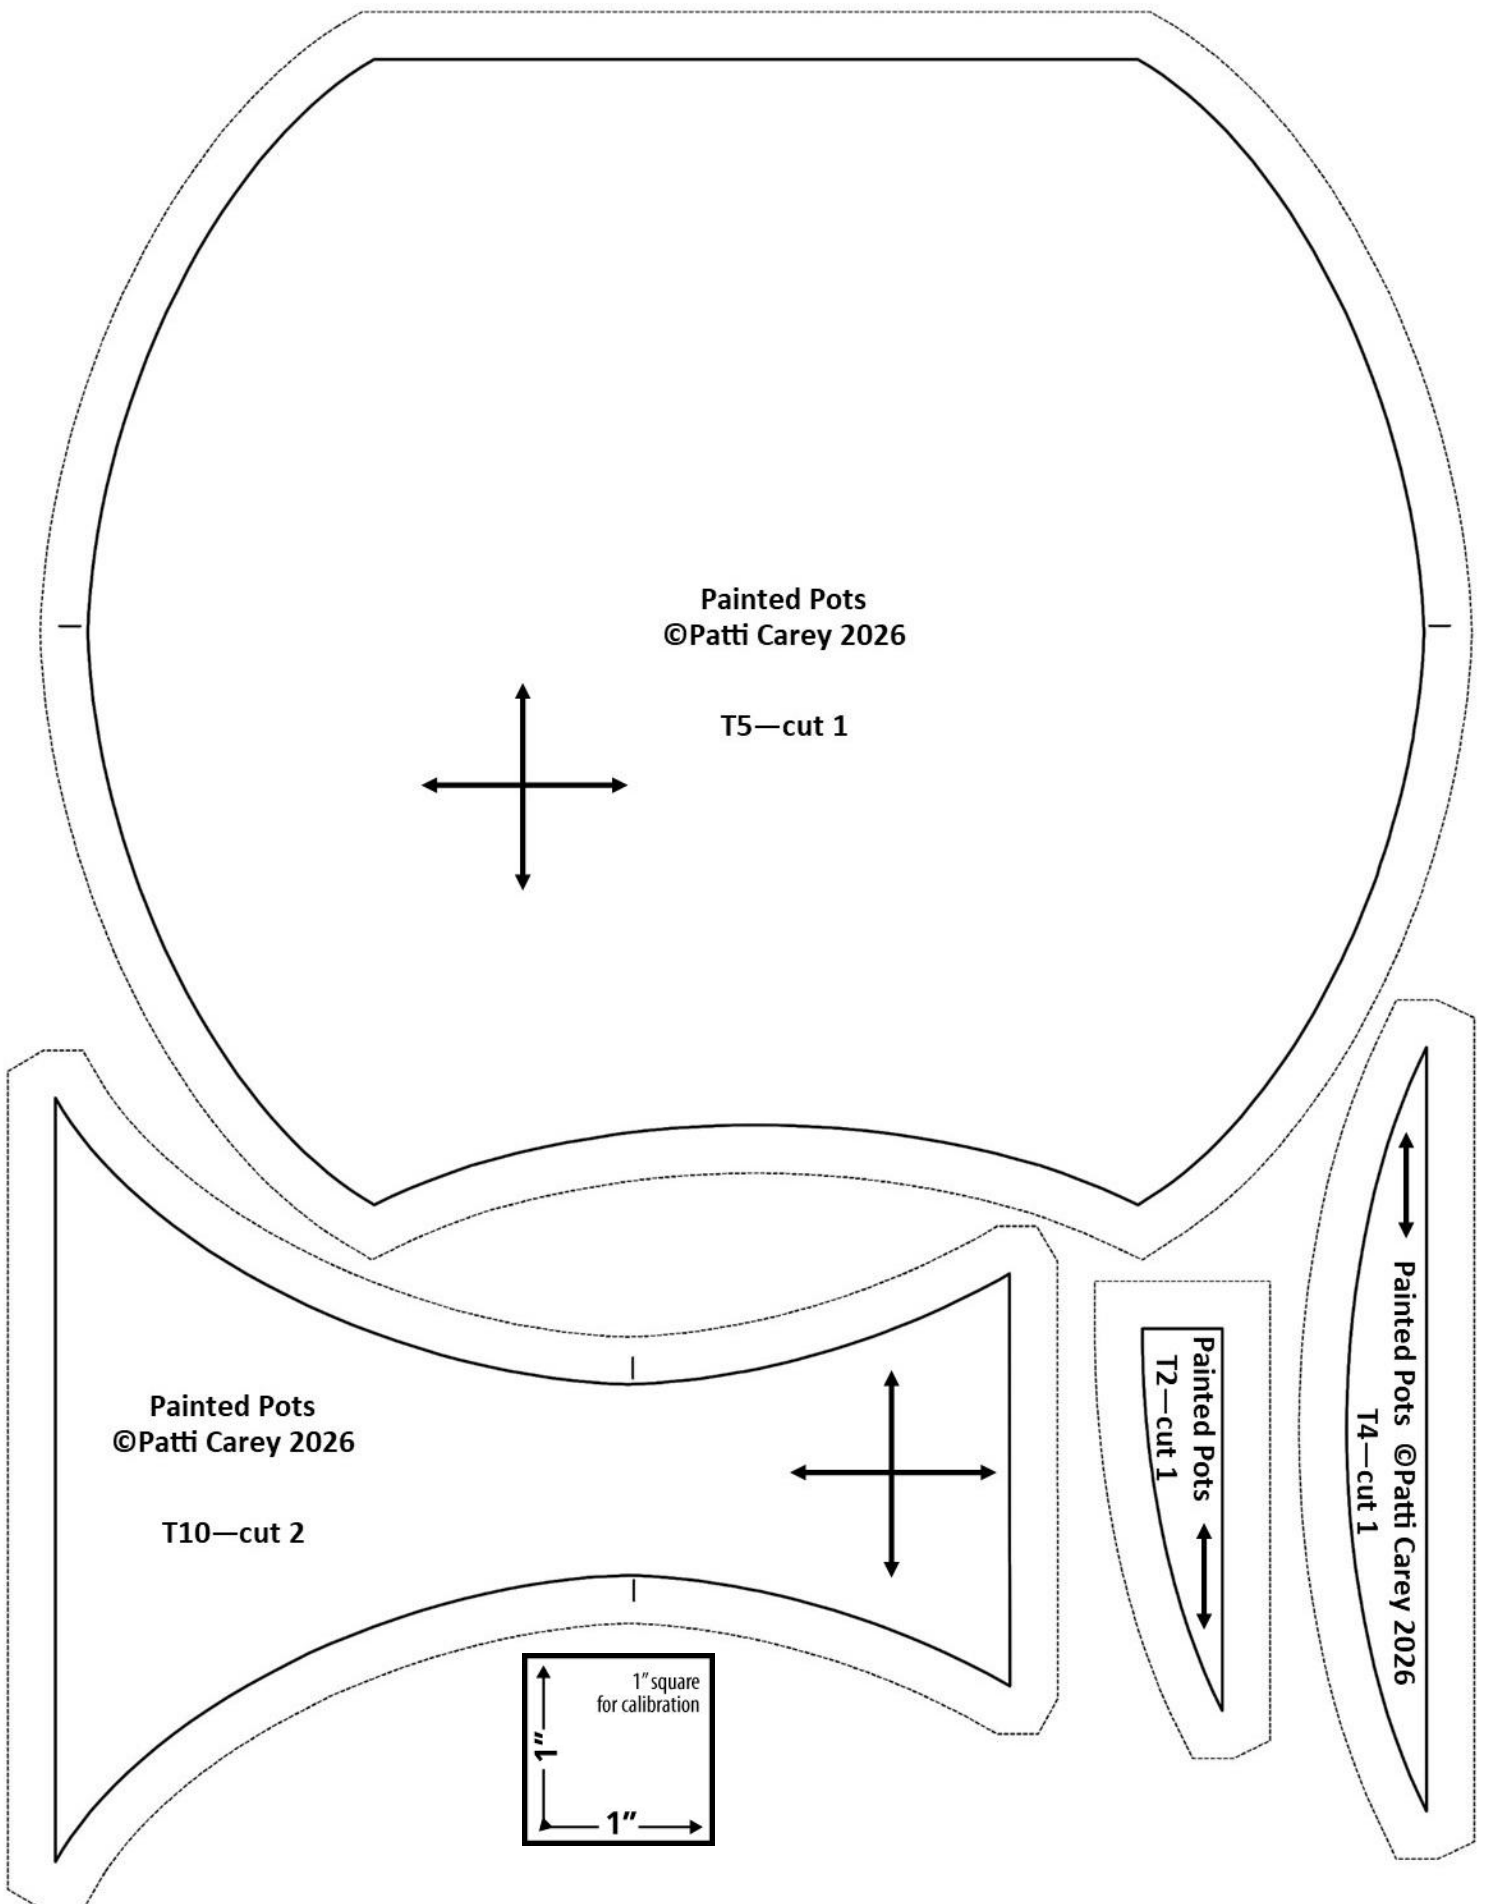 Painted Pots
©Patti Carey 2026
T5—cut 1
Painted Pots
©Patti Carey 2026
T10—cut 2
Painted Pots
T2—cut 1
Painted Pots ©Patti Carey 2026
T4—cut 1
1″ square
for calibration
1″
1″